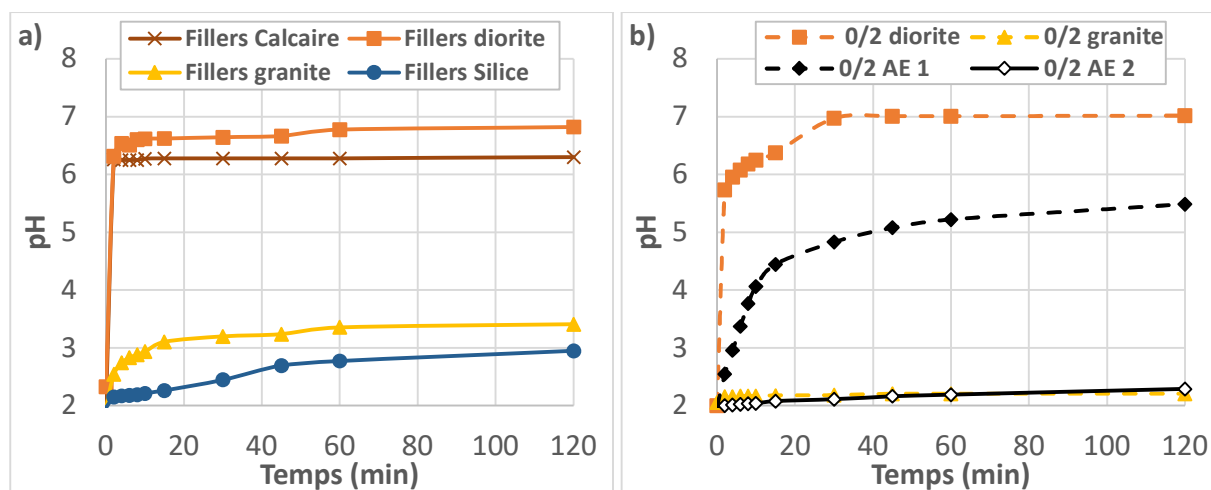 a)
Fillers Calcaire
Fillers diorite
Fillers granite
Fillers Silice
8
7
6
5
4
3
2
pH
0 20 40 60 80 100 120
Temps (min)
b)
0/2 diorite
0/2 granite
0/2 AE 1
0/2 AE 2
8
7
6
5
4
3
2
pH
0 20 40 60 80 100 120
Temps (min)